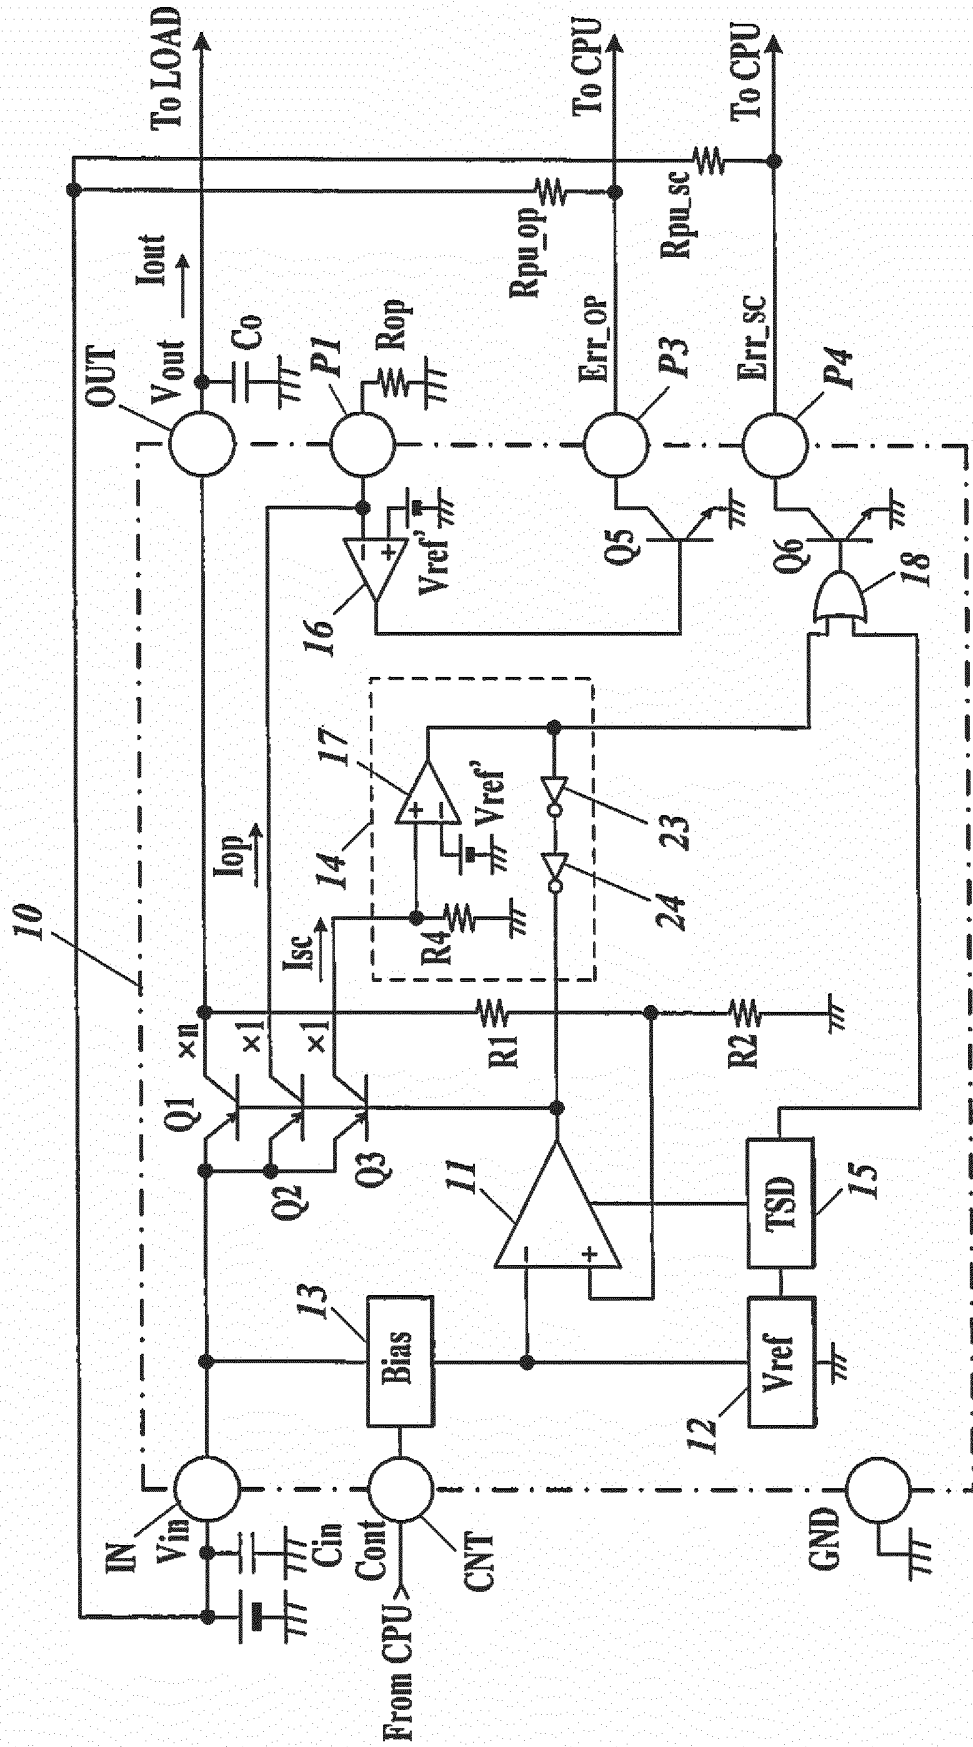 10
IN
Vin
Cin
Cont
CNT
From CPU
GND
13
Bias
12
Vref
TSD
15
11
−
+
Q1
Q2
Q3
×n
×1
×1
Iop
Isc
R1
R2
R4
14
17
+
−
Vref’
23
24
16
−
+
Vref’
Q5
Q6
18
OUT
Vout
Iout
Co
P1
Rop
Err_OP
P3
Err_SC
P4
Rpu_op
Rpu_sc
To LOAD
To CPU
To CPU